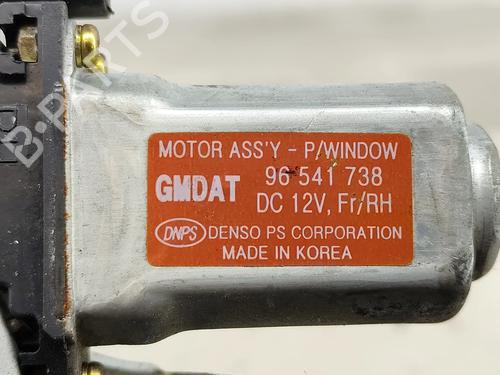 B-PARTS
MOTOR ASS'Y - P/WINDOW
GMDAT 96 541 738
DC 12V, Fr/RH
DNPS DENSO PS CORPORATION
MADE IN KOREA